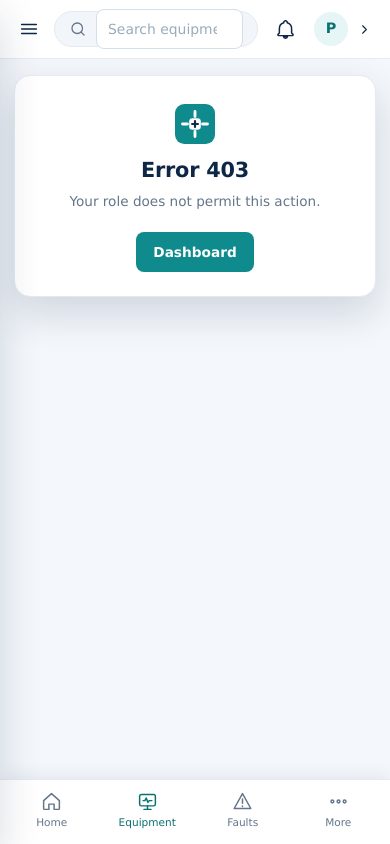 Search equipme
P
Error 403
Your role does not permit this action.
Dashboard
Home
Equipment
Faults
More